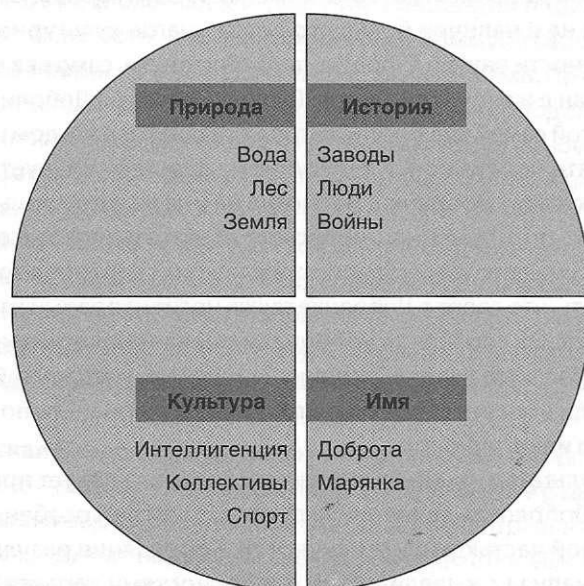 Природа
Вода
Лес
Земля
История
Заводы
Люди
Войны
Культура
Интеллигенция
Коллективы
Спорт
Имя
Доброта
Марянка